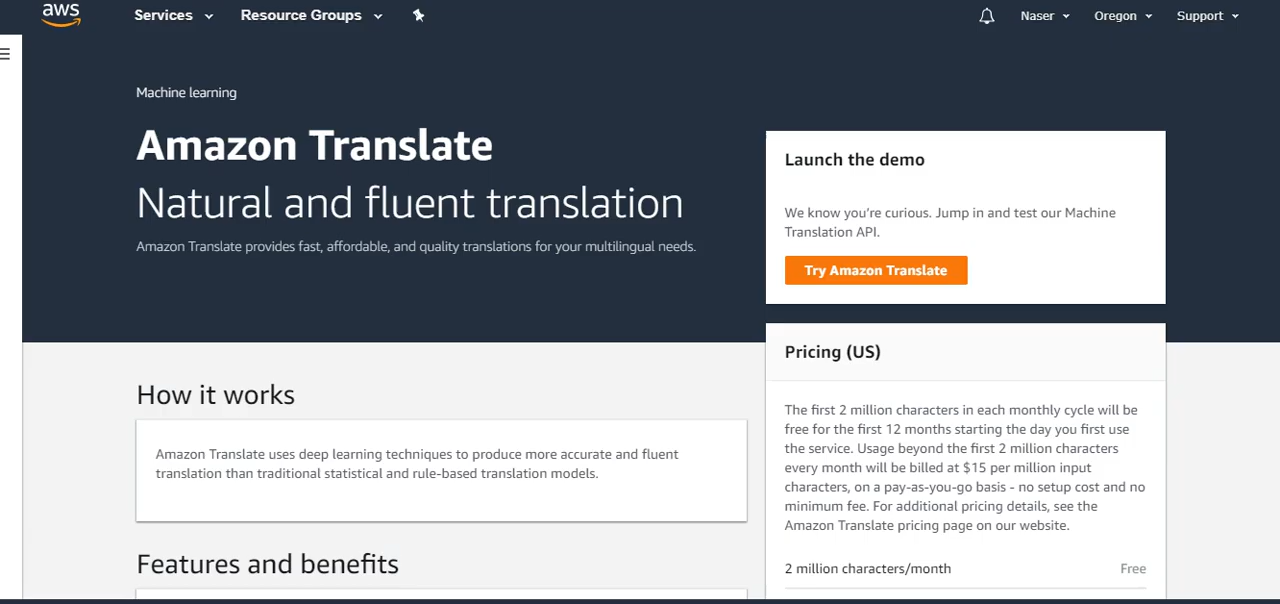 aws
Services
Resource Groups
Naser
Oregon
Support
Machine learning
Amazon Translate
Natural and fluent translation
Amazon Translate provides fast, affordable, and quality translations for your multilingual needs.
Launch the demo
We know you're curious. Jump in and test our Machine
Translation API.
Try Amazon Translate
How it works
Amazon Translate uses deep learning techniques to produce more accurate and fluent
translation than traditional statistical and rule-based translation models.
Features and benefits
Pricing (US)
The first 2 million characters in each monthly cycle will be
free for the first 12 months starting the day you first use
the service. Usage beyond the first 2 million characters
every month will be billed at $15 per million input
characters, on a pay-as-you-go basis - no setup cost and no
minimum fee. For additional pricing details, see the
Amazon Translate pricing page on our website.
2 million characters/month Free